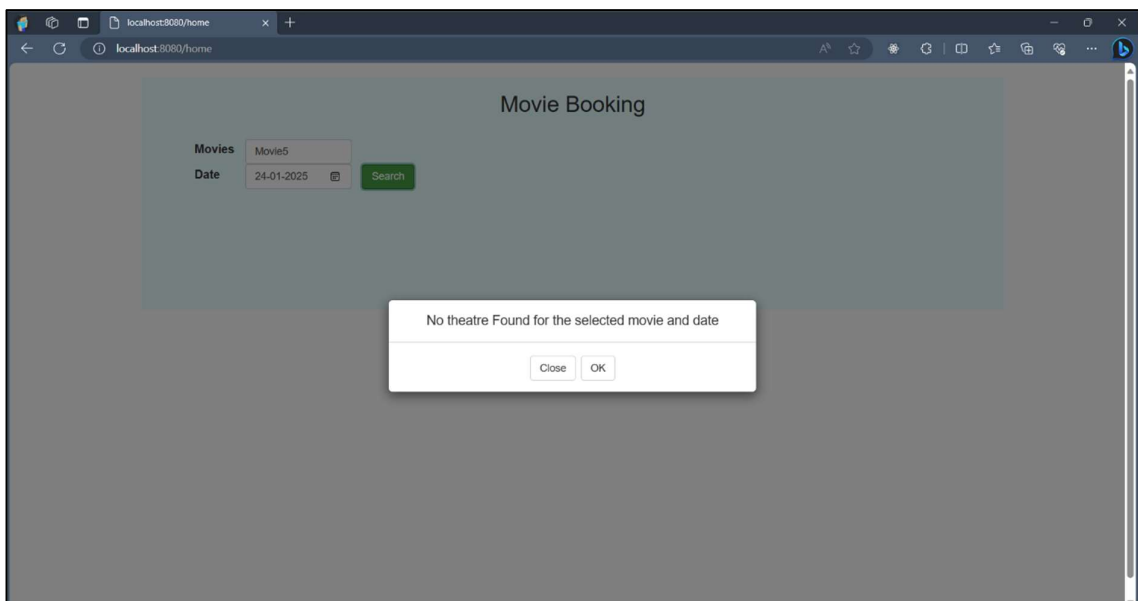 localhost:8080/home
localhost:8080/home
Movie Booking
Movies Movie5
Date 24-01-2025 Search
No theatre Found for the selected movie and date
Close OK